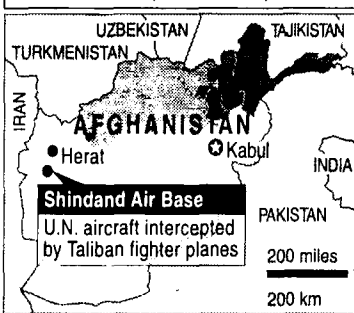 UZBEKISTAN
TAJIKISTAN
TURKMENISTAN
IRAN
AFGHANISTAN
Herat
Kabul
INDIA
Shindand Air Base
U.N. aircraft intercepted
by Taliban fighter planes
PAKISTAN
200 miles
200 km